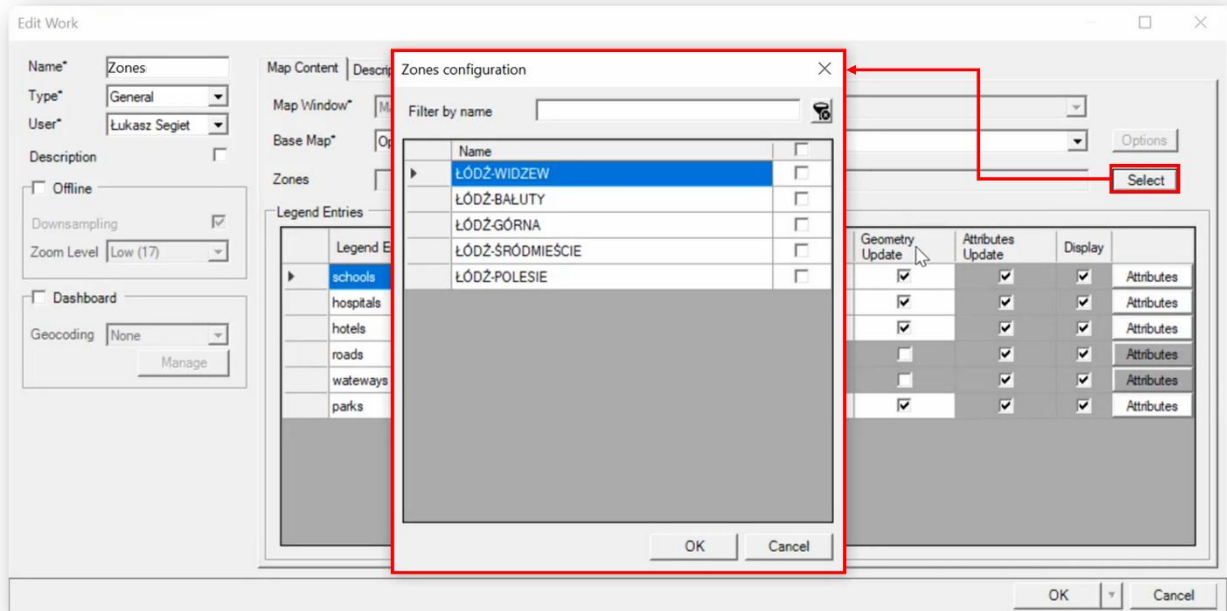 Edit Work
Name* Zones
Type* General
User* Łukasz Segiet
Description
Offline
Downsampling
Zoom Level Low (17)
Dashboard
Geocoding None
Manage
Map Content
Map Window*
Base Map*
Options
Zones
Select
Legend Entries
Geometry Update
Attributes Update
Display
schools
Attributes
hospitals
Attributes
hotels
Attributes
roads
Attributes
wateways
Attributes
parks
Attributes
Zones configuration
Filter by name
Name
ŁÓDŹ-WIDZEW
ŁÓDŹ-BAŁUTY
ŁÓDŹ-GÓRNA
ŁÓDŹ-ŚRÓDMIEŚCIE
ŁÓDŹ-POLESIE
OK Cancel
OK Cancel